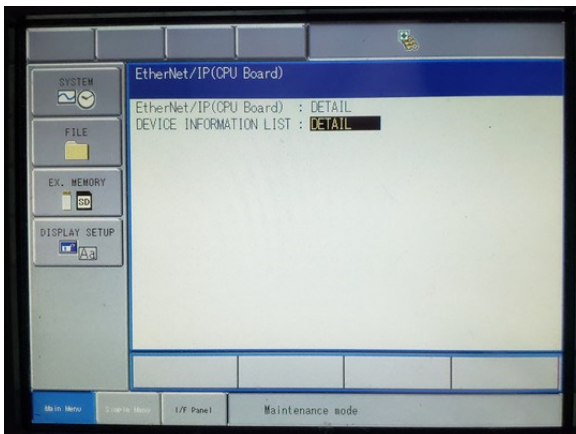 SYSTEM
FILE
EX. MEMORY
SD
DISPLAY SETUP
Aa
EtherNet/IP(CPU Board)
EtherNet/IP(CPU Board) : DETAIL
DEVICE INFORMATION LIST : DETAIL
Main Menu
Simple Menu
I/F Panel
Maintenance mode